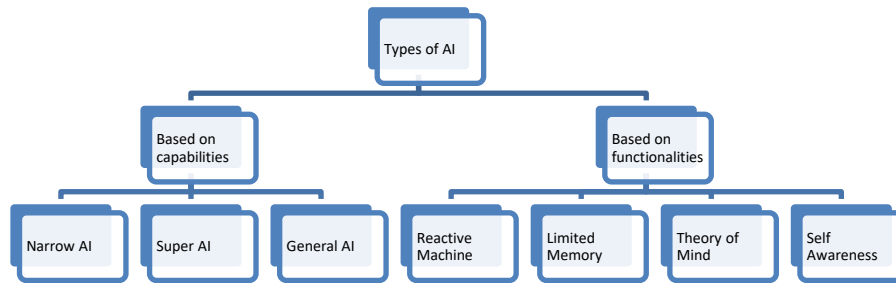 Types of AI
Based on
capabilities
Based on
functionalities
Narrow AI
Super AI
General AI
Reactive
Machine
Limited
Memory
Theory of
Mind
Self
Awareness